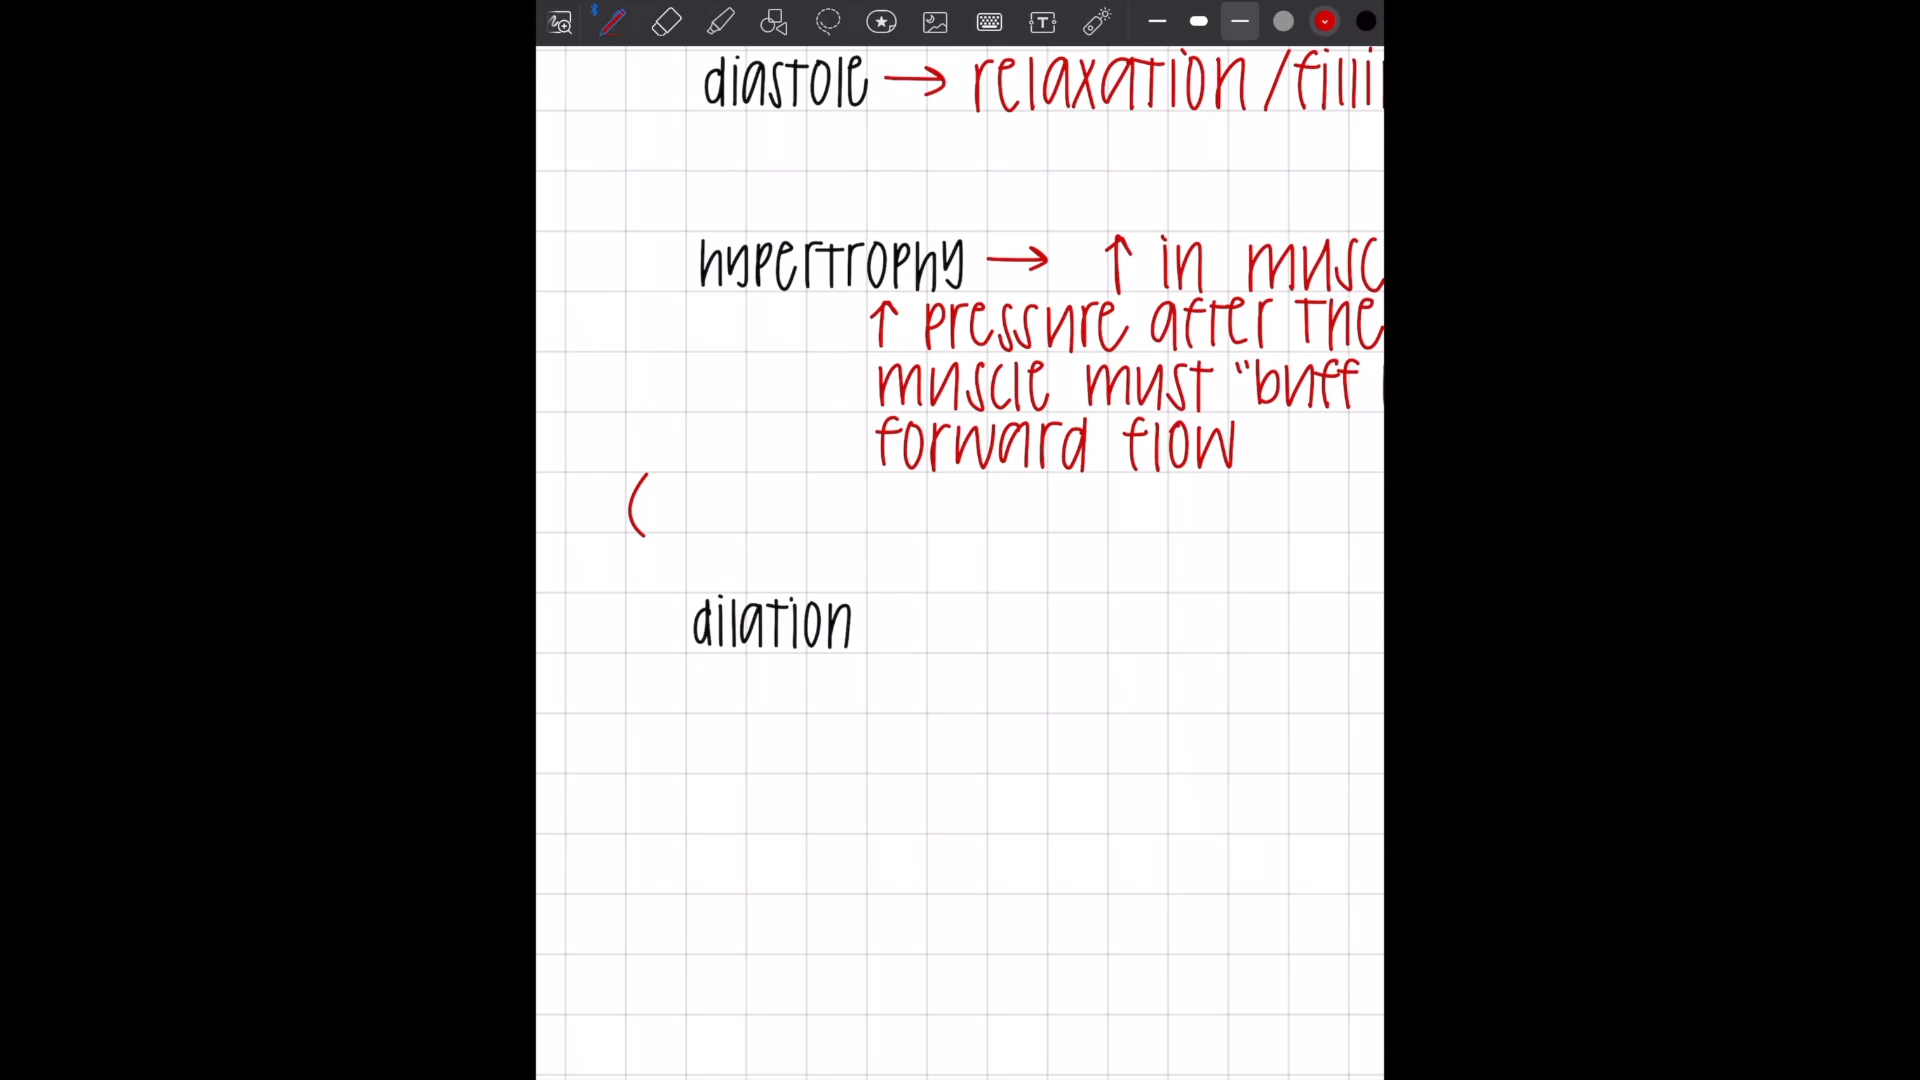 diastole → relaxation / filli
hypertrophy → ↑ in musc
↑ pressure after the
muscle must "buff
forward flow
(
dilation